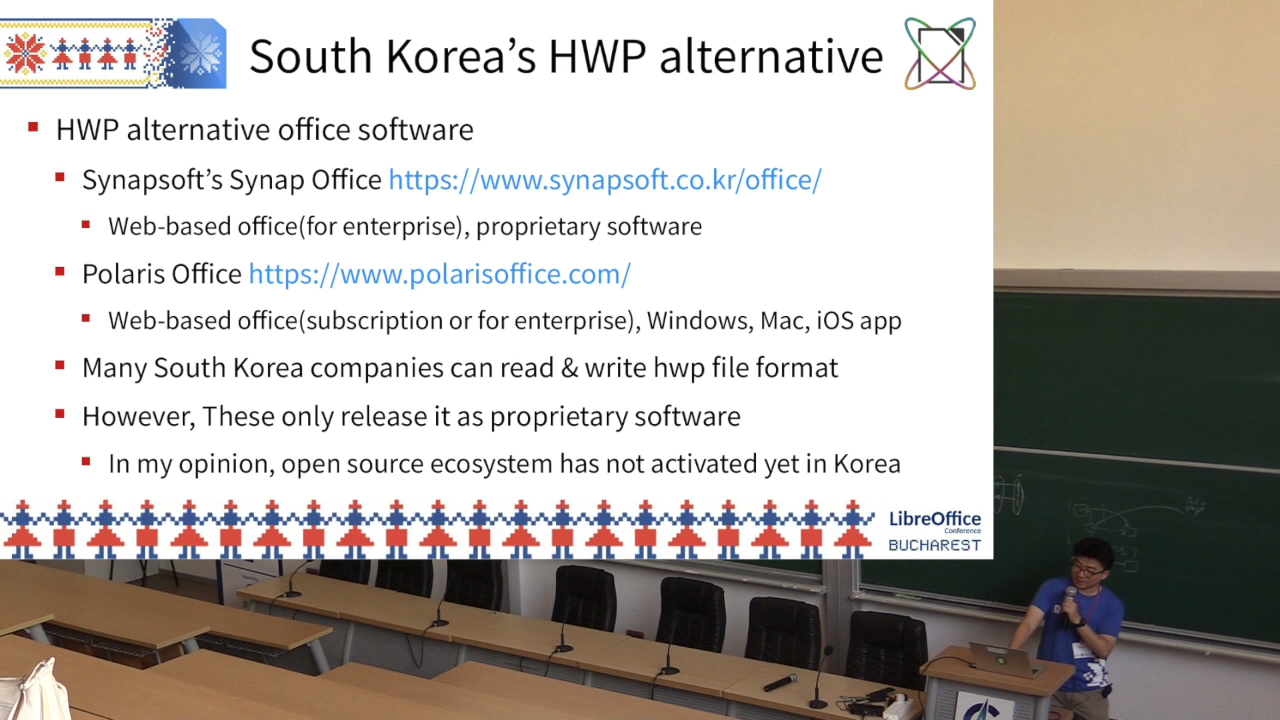 South Korea's HWP alternative
HWP alternative office software
Synapsoft's Synap Office https://www.synapsoft.co.kr/office/
Web-based office(for enterprise), proprietary software
Polaris Office https://www.polarisoffice.com/
Web-based office(subscription or for enterprise), Windows, Mac, iOS app
Many South Korea companies can read & write hwp file format
However, These only release it as proprietary software
In my opinion, open source ecosystem has not activated yet in Korea
LibreOffice
Conference
BUCHAREST